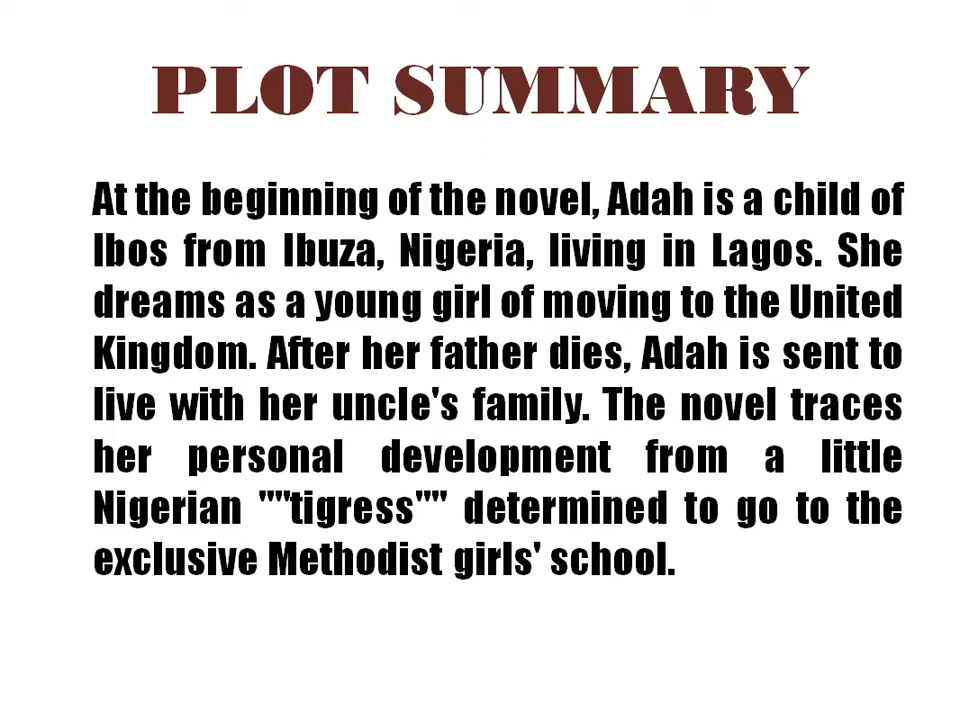 PLOT SUMMARY
At the beginning of the novel, Adah is a child of
Ibos from Ibuza, Nigeria, living in Lagos. She
dreams as a young girl of moving to the United
Kingdom. After her father dies, Adah is sent to
live with her uncle's family. The novel traces
her personal development from a little
Nigerian ""tigress"" determined to go to the
exclusive Methodist girls' school.